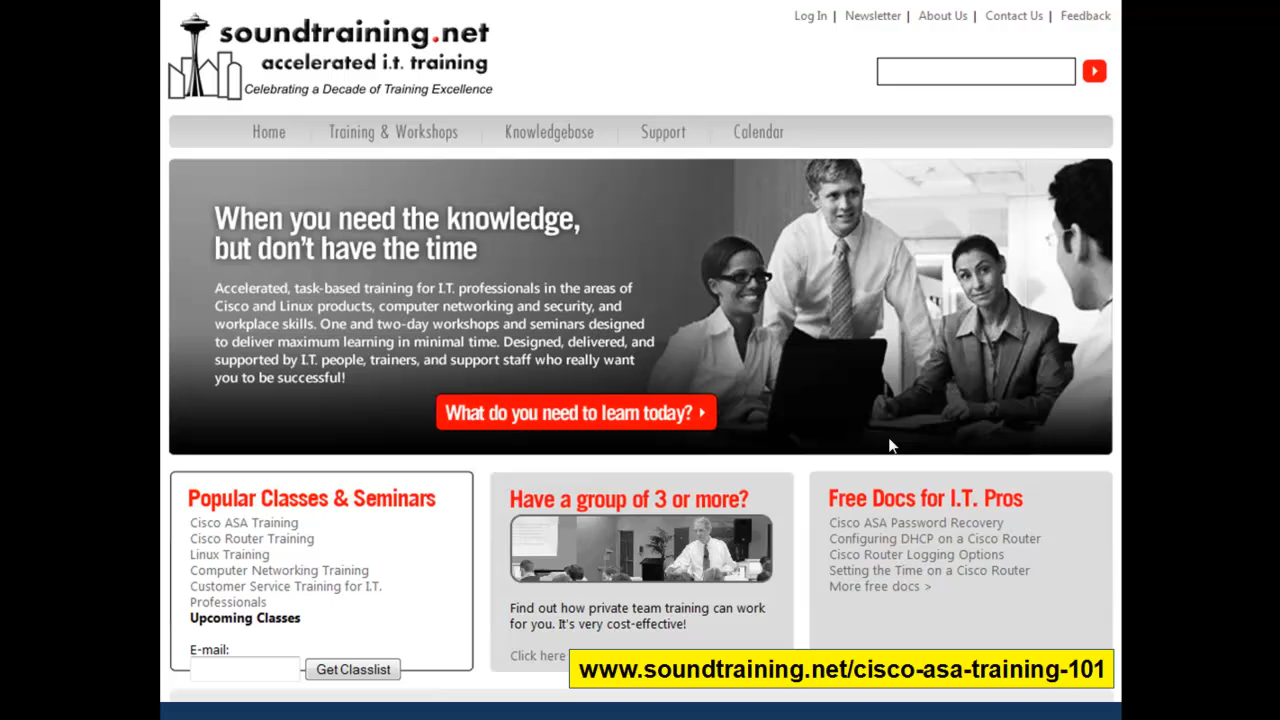 soundtraining.net
accelerated i.t. training
Celebrating a Decade of Training Excellence
Log In | Newsletter | About Us | Contact Us | Feedback
Home
Training & Workshops
Knowledgebase
Support
Calendar
When you need the knowledge,
but don't have the time
Accelerated, task-based training for I.T. professionals in the areas of
Cisco and Linux products, computer networking and security, and
workplace skills. One and two-day workshops and seminars designed
to deliver maximum learning in minimal time. Designed, delivered, and
supported by I.T. people, trainers, and support staff who really want
you to be successful!
What do you need to learn today?
Popular Classes & Seminars
Cisco ASA Training
Cisco Router Training
Linux Training
Computer Networking Training
Customer Service Training for I.T.
Professionals
Upcoming Classes
E-mail:
Get Classlist
Have a group of 3 or more?
Find out how private team training can work
for you. It's very cost-effective!
Click here
Free Docs for I.T. Pros
Cisco ASA Password Recovery
Configuring DHCP on a Cisco Router
Cisco Router Logging Options
Setting the Time on a Cisco Router
More free docs >
www.soundtraining.net/cisco-asa-training-101